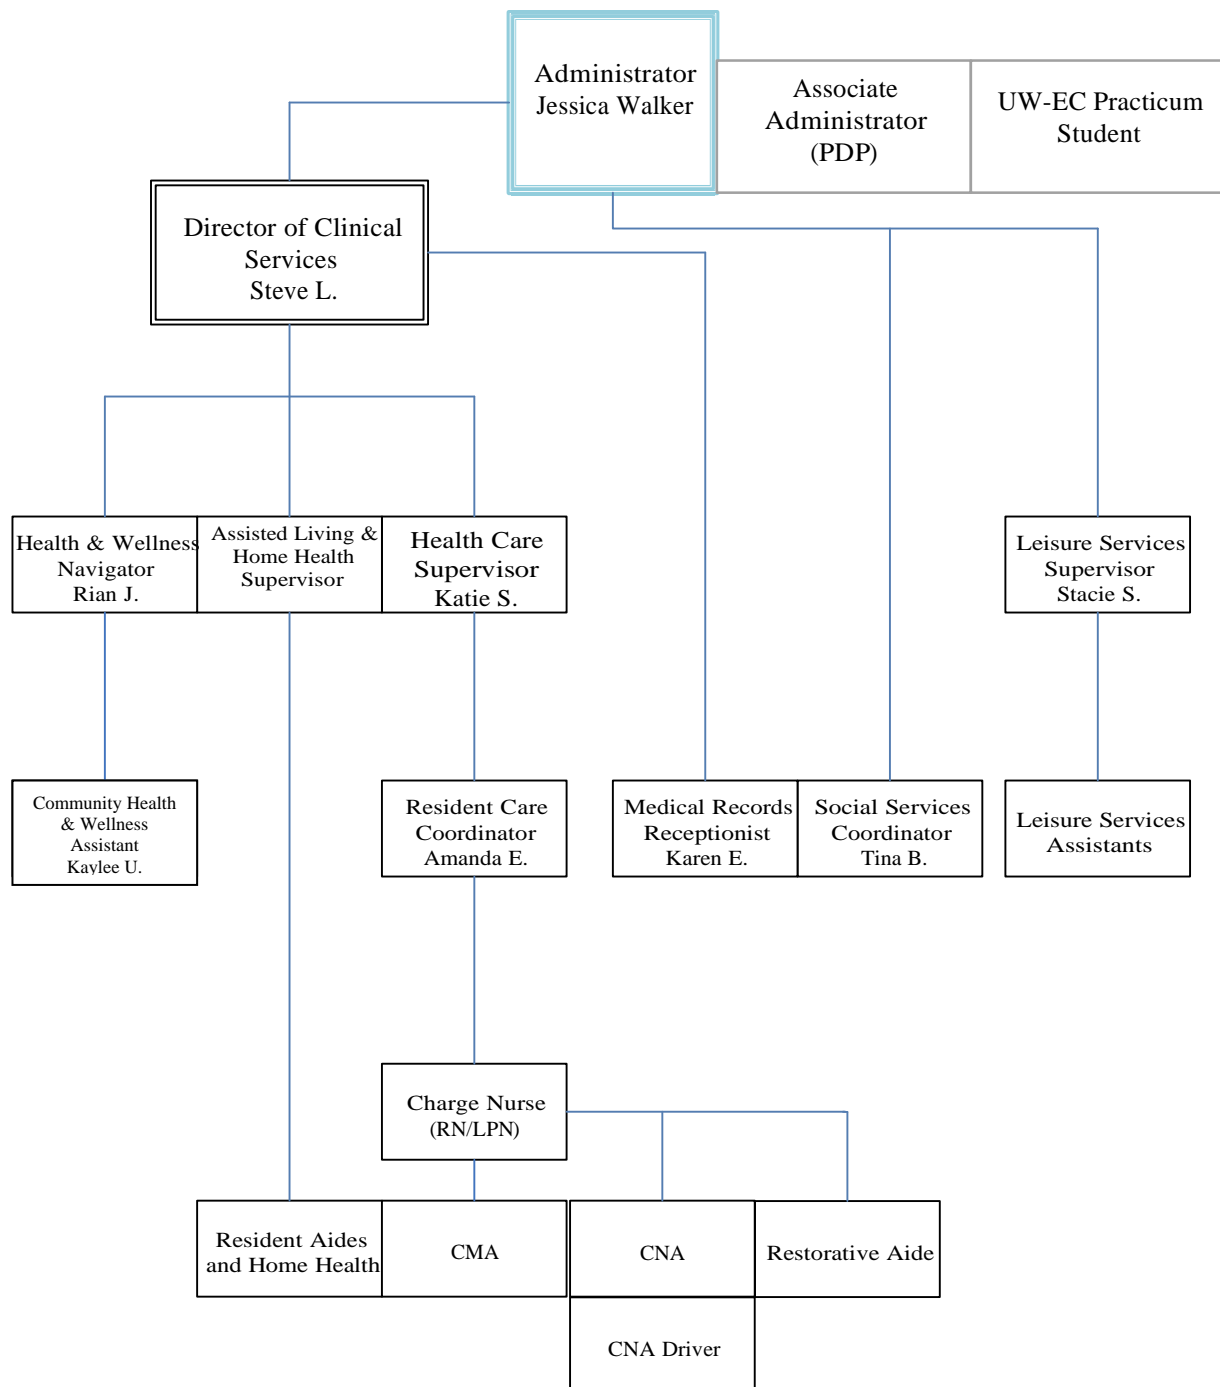 Administrator
Jessica Walker
Associate
Administrator
(PDP)
UW-EC Practicum
Student
Director of Clinical
Services
Steve L.
Health & Wellness
Navigator
Rian J.
Assisted Living &
Home Health
Supervisor
Health Care
Supervisor
Katie S.
Leisure Services
Supervisor
Stacie S.
Community Health
& Wellness
Assistant
Kaylee U.
Resident Care
Coordinator
Amanda E.
Medical Records
Receptionist
Karen E.
Social Services
Coordinator
Tina B.
Leisure Services
Assistants
Charge Nurse
(RN/LPN)
Resident Aides
and Home Health
CMA
CNA
Restorative Aide
CNA Driver